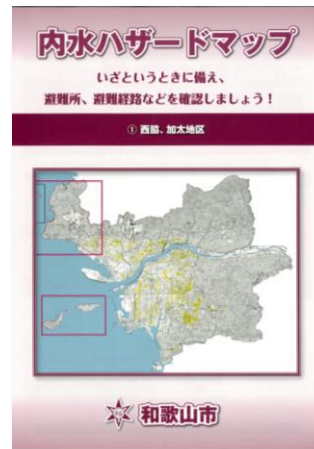 内水ハザードマップ
いざというときに備え、
避難所、避難経路などを確認しましょう！
① 西脇、加太地区
和歌山市